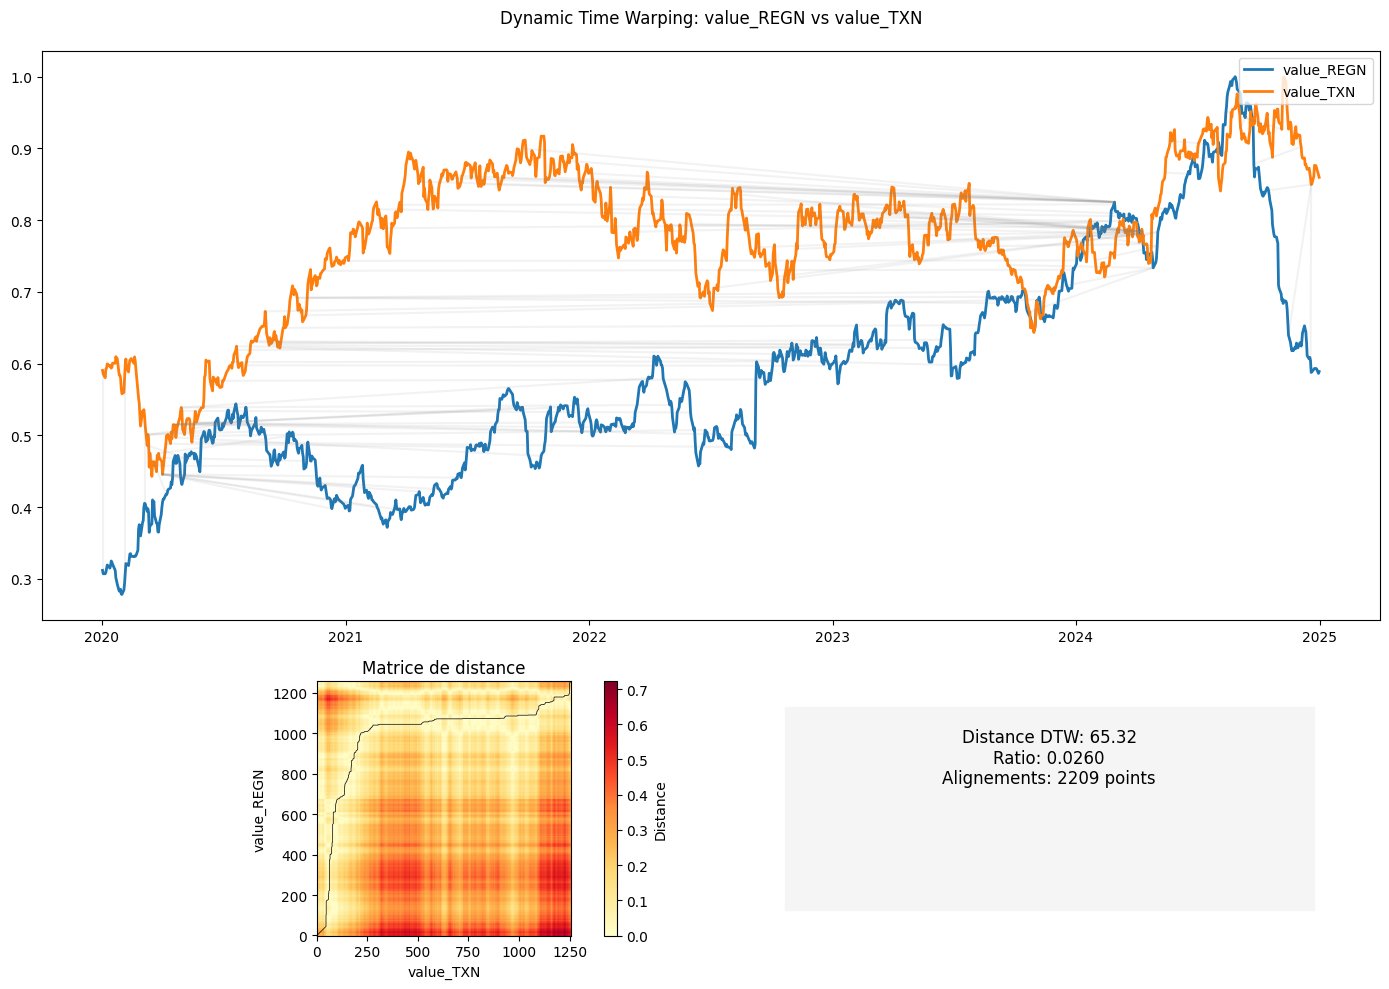 Dynamic Time Warping: value_REGN vs value_TXN
1.0
0.9
0.8
0.7
0.6
0.5
0.4
0.3
value_REGN
value_TXN
2020 2021 2022 2023 2024 2025
Matrice de distance
1200
1000
800
600
400
200
0
value_REGN
0 250 500 750 1000 1250
value_TXN
0.7
0.6
0.5
0.4
0.3
0.2
0.1
0.0
Distance
Distance DTW: 65.32
Ratio: 0.0260
Alignements: 2209 points